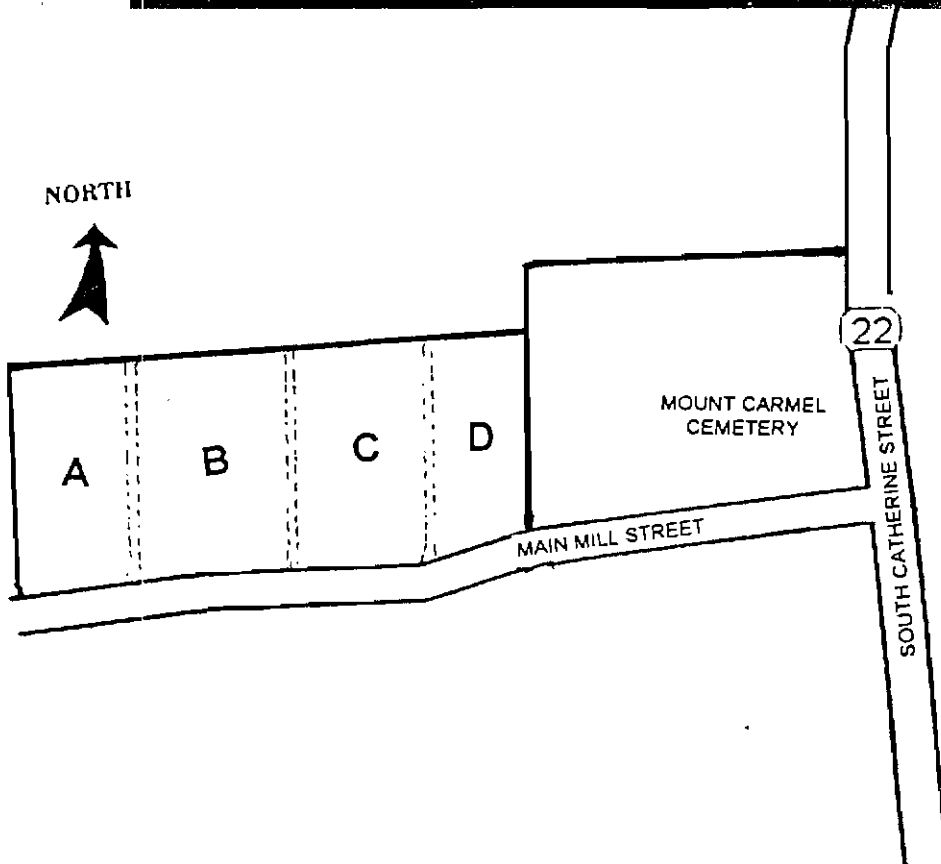 NORTH
22
MOUNT CARMEL
CEMETERY
A
B
C
D
MAIN MILL STREET
SOUTH CATHERINE STREET